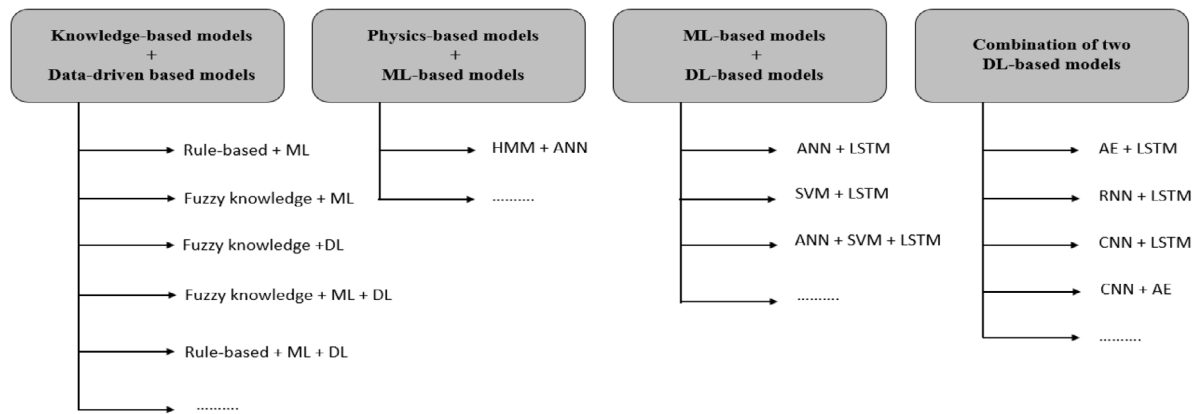 Knowledge-based models
+
Data-driven based models
Rule-based + ML
Fuzzy knowledge + ML
Fuzzy knowledge +DL
Fuzzy knowledge + ML + DL
Rule-based + ML + DL
..........
Physics-based models
+
ML-based models
HMM + ANN
..........
ML-based models
+
DL-based models
ANN + LSTM
SVM + LSTM
ANN + SVM + LSTM
..........
Combination of two
DL-based models
AE + LSTM
RNN + LSTM
CNN + LSTM
CNN + AE
..........